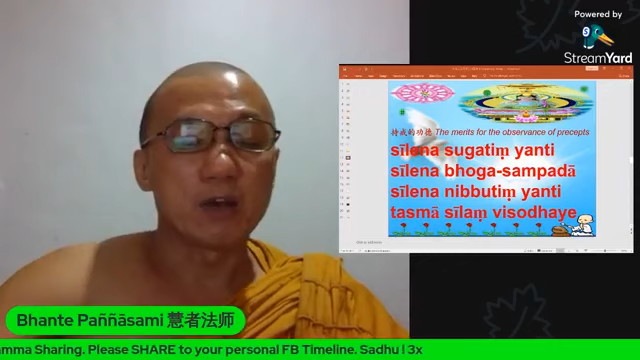 Powered by
StreamYard
持戒的功德 The merits for the observance of precepts
sīlena sugatiṃ yanti
sīlena bhoga-sampadā
sīlena nibbutiṃ yanti
tasmā sīlaṃ visodhaye
Bhante Paññāsami 慧者法师
amma Sharing. Please SHARE to your personal FB Timeline. Sadhu ! 3x